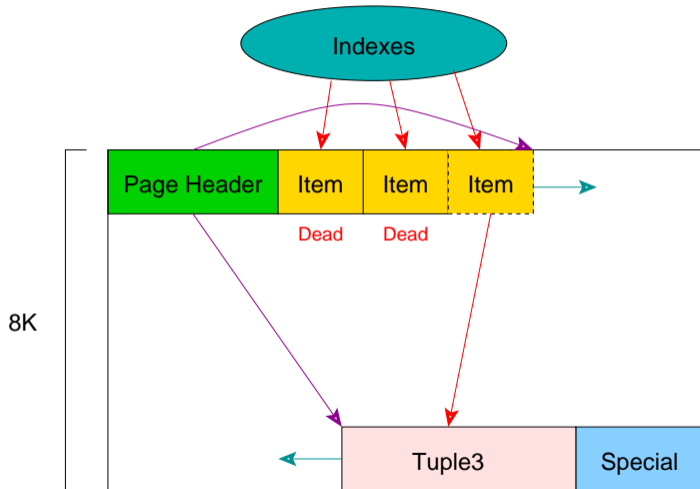 Indexes
Page Header Item Item Item
Dead Dead
8K
Tuple3 Special